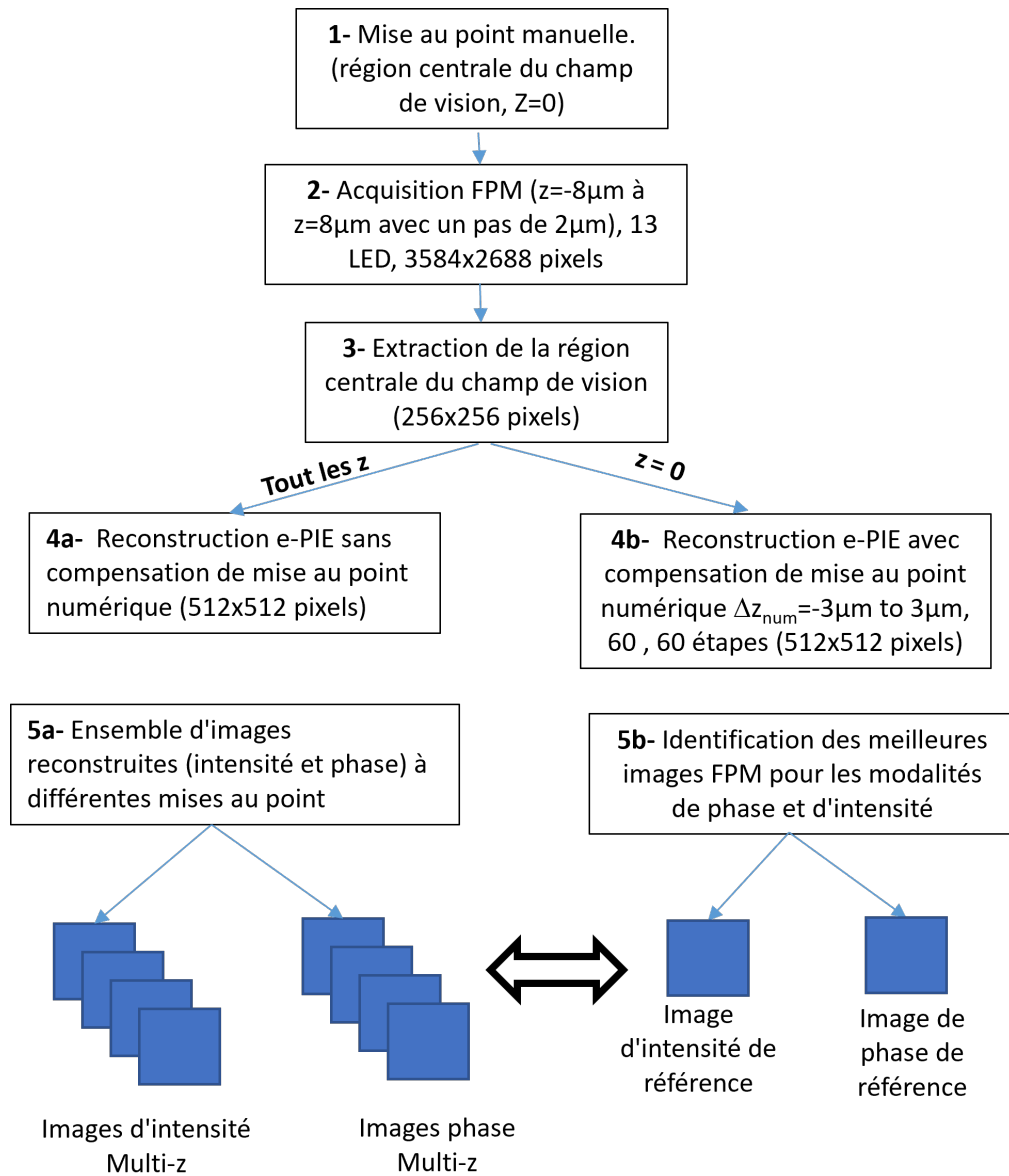 1- Mise au point manuelle.
(région centrale du champ
de vision, Z=0)
2- Acquisition FPM (z=-8µm à
z=8µm avec un pas de 2µm), 13
LED, 3584x2688 pixels
3- Extraction de la région
centrale du champ de vision
(256x256 pixels)
Tout les z
z = 0
4a- Reconstruction e-PIE sans
compensation de mise au point
numérique (512x512 pixels)
4b- Reconstruction e-PIE avec
compensation de mise au point
numérique Δznum=-3µm to 3µm,
60 , 60 étapes (512x512 pixels)
5a- Ensemble d'images
reconstruites (intensité et phase) à
différentes mises au point
5b- Identification des meilleures
images FPM pour les modalités
de phase et d'intensité
Images d'intensité
Multi-z
Images phase
Multi-z
Image
d'intensité de
référence
Image de
phase de
référence